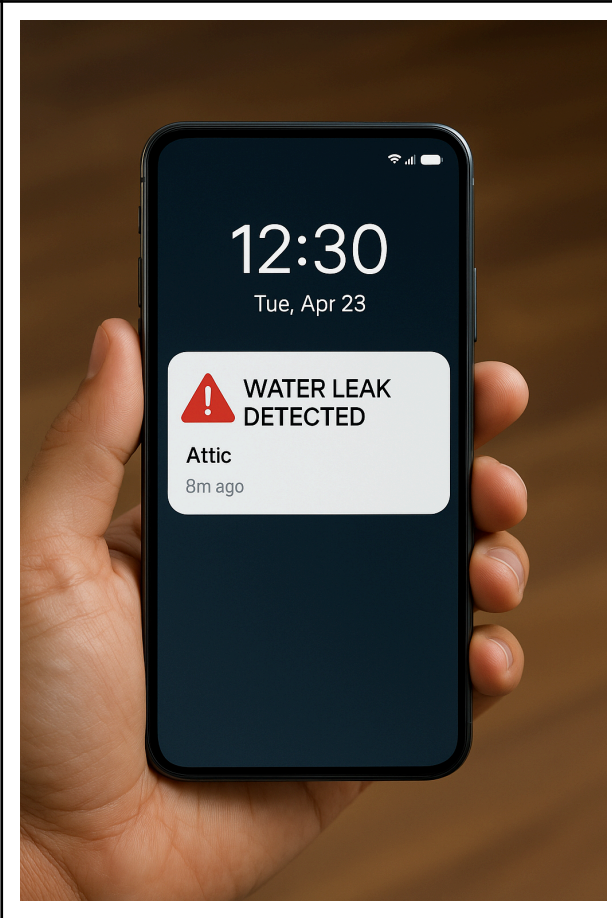 12:30
Tue, Apr 23
WATER LEAK
DETECTED
Attic
8m ago